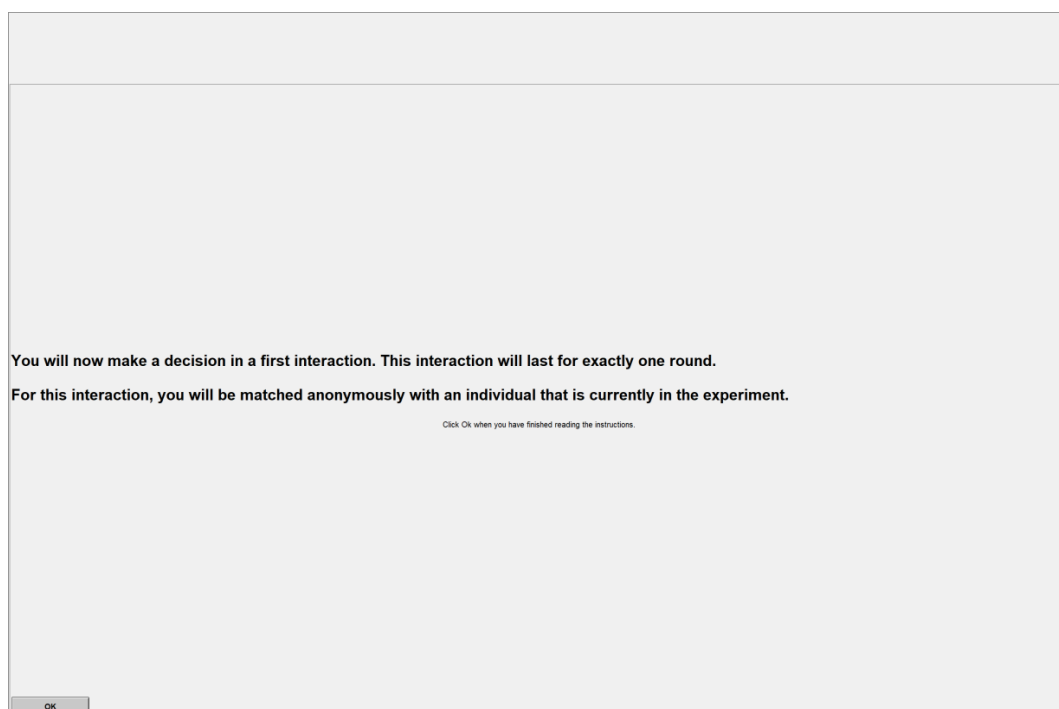 You will now make a decision in a first interaction. This interaction will last for exactly one round.
For this interaction, you will be matched anonymously with an individual that is currently in the experiment.
Click Ok when you have finished reading the instructions.
OK